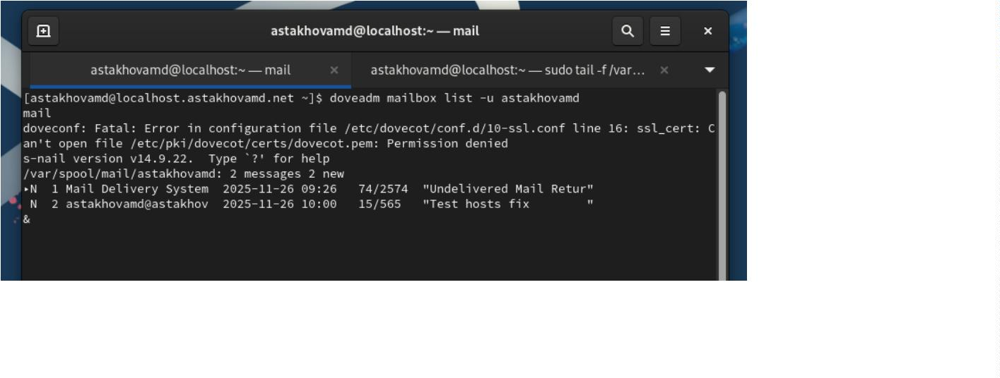 astakhovamd@localhost:~ — mail
astakhovamd@localhost:~ — mail
astakhovamd@localhost:~ — sudo tail -f /var…
[astakhovamd@localhost.astakhovamd.net ~]$ doveadm mailbox list -u astakhovamd
mail
doveconf: Fatal: Error in configuration file /etc/dovecot/conf.d/10-ssl.conf line 16: ssl_cert: C
an't open file /etc/pki/dovecot/certs/dovecot.pem: Permission denied
s-nail version v14.9.22.  Type `?' for help
/var/spool/mail/astakhovamd: 2 messages 2 new
▸N  1 Mail Delivery System  2025-11-26 09:26   74/2574  "Undelivered Mail Retur"
 N  2 astakhovamd@astakhov  2025-11-26 10:00   15/565   "Test hosts fix        "
&